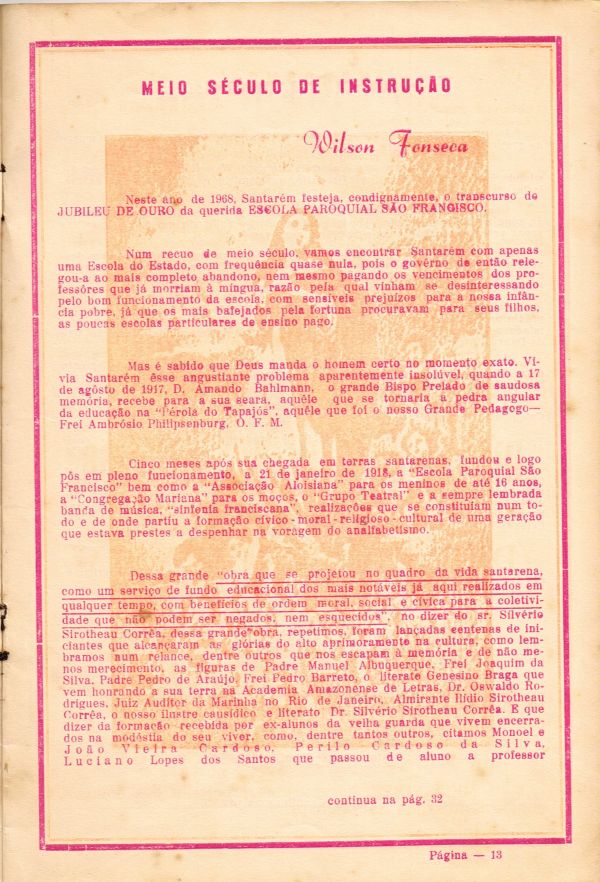 MEIO SÉCULO DE INSTRUÇÃO
Wilson Fonseca
Neste ano de 1968, Santarém festeja, condignamente, o transcurso do
JUBILEU DE OURO da querida ESCOLA PAROQUIAL SÃO FRANCISCO.
Num recuo de meio século, vamos encontrar Santarém com apenas
uma Escola do Estado, com frequência quase nula, pois o govêrno de então rele-
gou-a ao mais completo abandono, nem mesmo pagando os vencimentos dos pro-
fessôres que já morriam à míngua, razão pela qual vinham se desinteressando
pelo bom funcionamento da escola, com sensíveis prejuízos para a nossa infân-
cia pobre, já que os mais bafejados pela fortuna procuravam para seus filhos,
as poucas escolas particulares de ensino pago.
Mas é sabido que Deus manda o homem certo no momento exato. Vi-
via Santarém êsse angustiante problema aparentemente insolúvel, quando a 17
de agôsto de 1917, D. Amando Bahlmann, o grande Bispo Prelado de saudosa
memória, recebe para a sua seara, aquêle que se tornaria a pedra angular
da educação na "Pérola do Tapajós", aquêle que foi o nosso Grande Pedagogo—
Frei Ambrósio Philipsenburg, O. F. M.
Cinco meses após sua chegada em terras santarenas, fundou e logo
pôs em pleno funcionamento, a 21 de janeiro de 1918, a "Escola Paroquial São
Francisco" bem como a "Associação Aloisiana" para os meninos de até 16 anos,
a "Congregação Mariana" para os moços, o "Grupo Teatral" e a sempre lembrada
banda de música, "sinfonia franciscana", realizações que se constituiam num to-
do e de onde partiu a formação cívico - moral - religioso - cultural de uma geração
que estava prestes a despenhar na voragem do analfabetismo.
Dessa grande "obra que se projetou no quadro da vida santarena,
como um serviço de fundo educacional dos mais notáveis já aqui realizados em
qualquer tempo, com benefícios de ordem moral, social e cívica para a coletivi-
dade que não podem ser negados, nem esquecidos", no dizer do sr. Silvério
Sirotheau Corrêa, dessa grande obra, repetimos, foram lançadas centenas de ini-
ciantes que alcançaram as glórias do alto aprimoramento na cultura, como lem-
bramos num relance, dentre outros que nos escapam à memória e de não me-
nos merecimento, as figuras de Padre Manuel Albuquerque, Frei Joaquim da
Silva, Padre Pedro de Araújo, Frei Pedro Barreto, o literate Genesino Braga que
vem honrando a sua terra na Academia Amazonense de Letras, Dr. Oswaldo Ro-
drigues, Juiz Auditor da Marinha no Rio de Janeiro, Almirante Ilídio Sirotheau
Corrêa, o nosso ilustre causídico e literato Dr. Silvério Sirotheau Corrêa. E que
dizer da formação recebida por ex-alunos da velha guarda que vivem encerra-
dos na modéstia do seu viver, como, dentre tantos outros, citamos Monoel e
João Vieira Cardoso, Perilo Cardoso da Silva,
Luciano Lopes dos Santos que passou de aluno a professor
continua na pág. 32
Página — 13